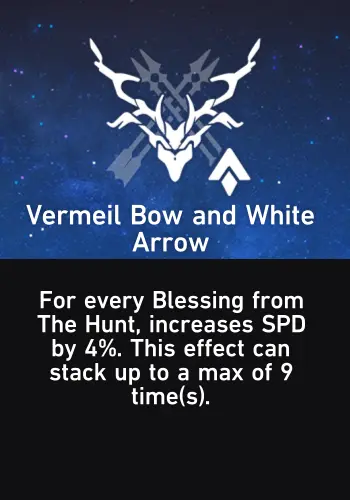 Vermeil Bow and White
Arrow
For every Blessing from
The Hunt, increases SPD
by 4%. This effect can
stack up to a max of 9
time(s).